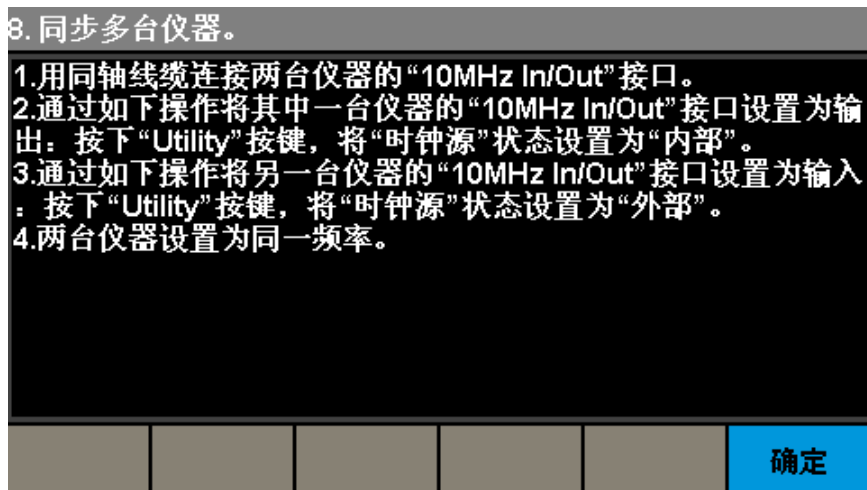 8. 同步多台仪器。
1.用同轴线缆连接两台仪器的“10MHz In/Out”接口。
2.通过如下操作将其中一台仪器的“10MHz In/Out”接口设置为输
出：按下“Utility”按键，将“时钟源”状态设置为“内部”。
3.通过如下操作将另一台仪器的“10MHz In/Out”接口设置为输入
：按下“Utility”按键，将“时钟源”状态设置为“外部”。
4.两台仪器设置为同一频率。
确定